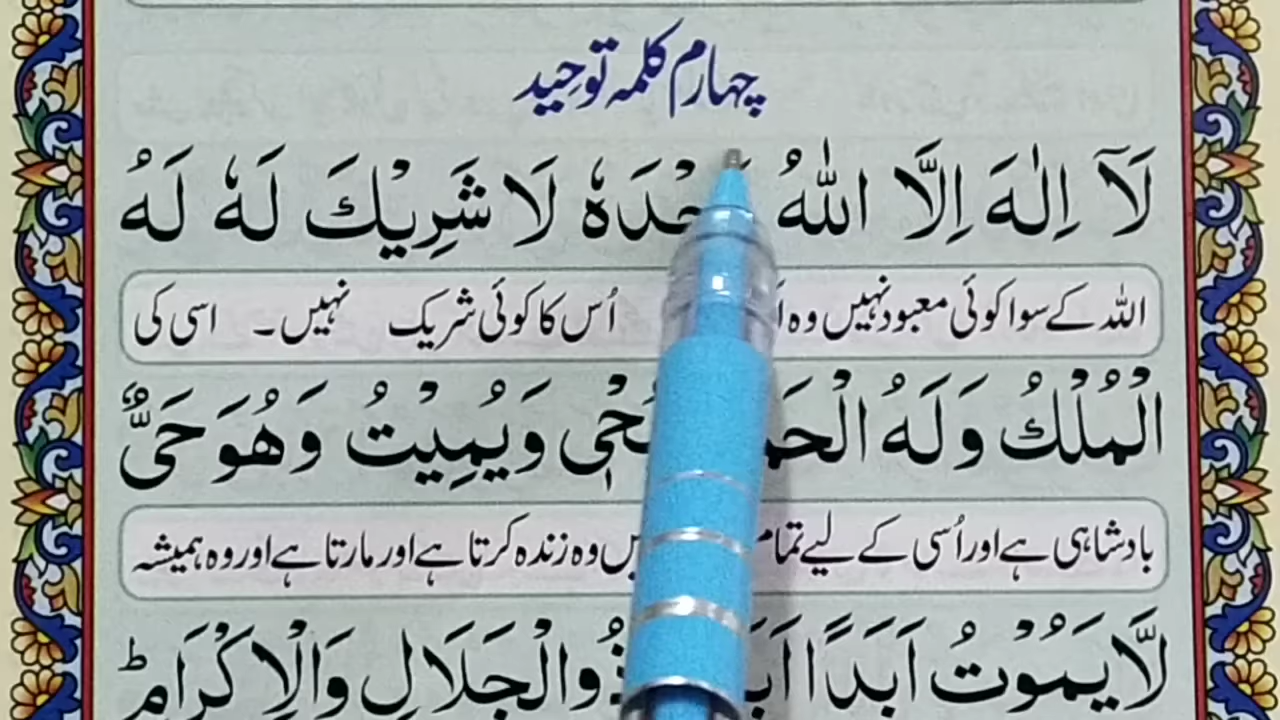 چہارم کلمہ توحید
لَآ اِلٰهَ اِلَّا اللّٰهُ وَحْدَهٗ لَا شَرِيْكَ لَهٗ لَهُ
اللہ کے سوا کوئی معبود نہیں وہ اُس کا کوئی شریک نہیں۔ اسی کی
الْمُلْكُ وَلَهُ يُحْيٖ وَيُمِيْتُ وَهُوَ حَيٌّ
بادشاہی ہے اور اُسی کے لیے تمام وہ زندہ کرتا ہے اور مارتا ہے اور وہ ہمیشہ
لَّا يَمُوْتُ اَبَدًا ذُو الْجَلَالِ وَالْاِكْرَامِؕ